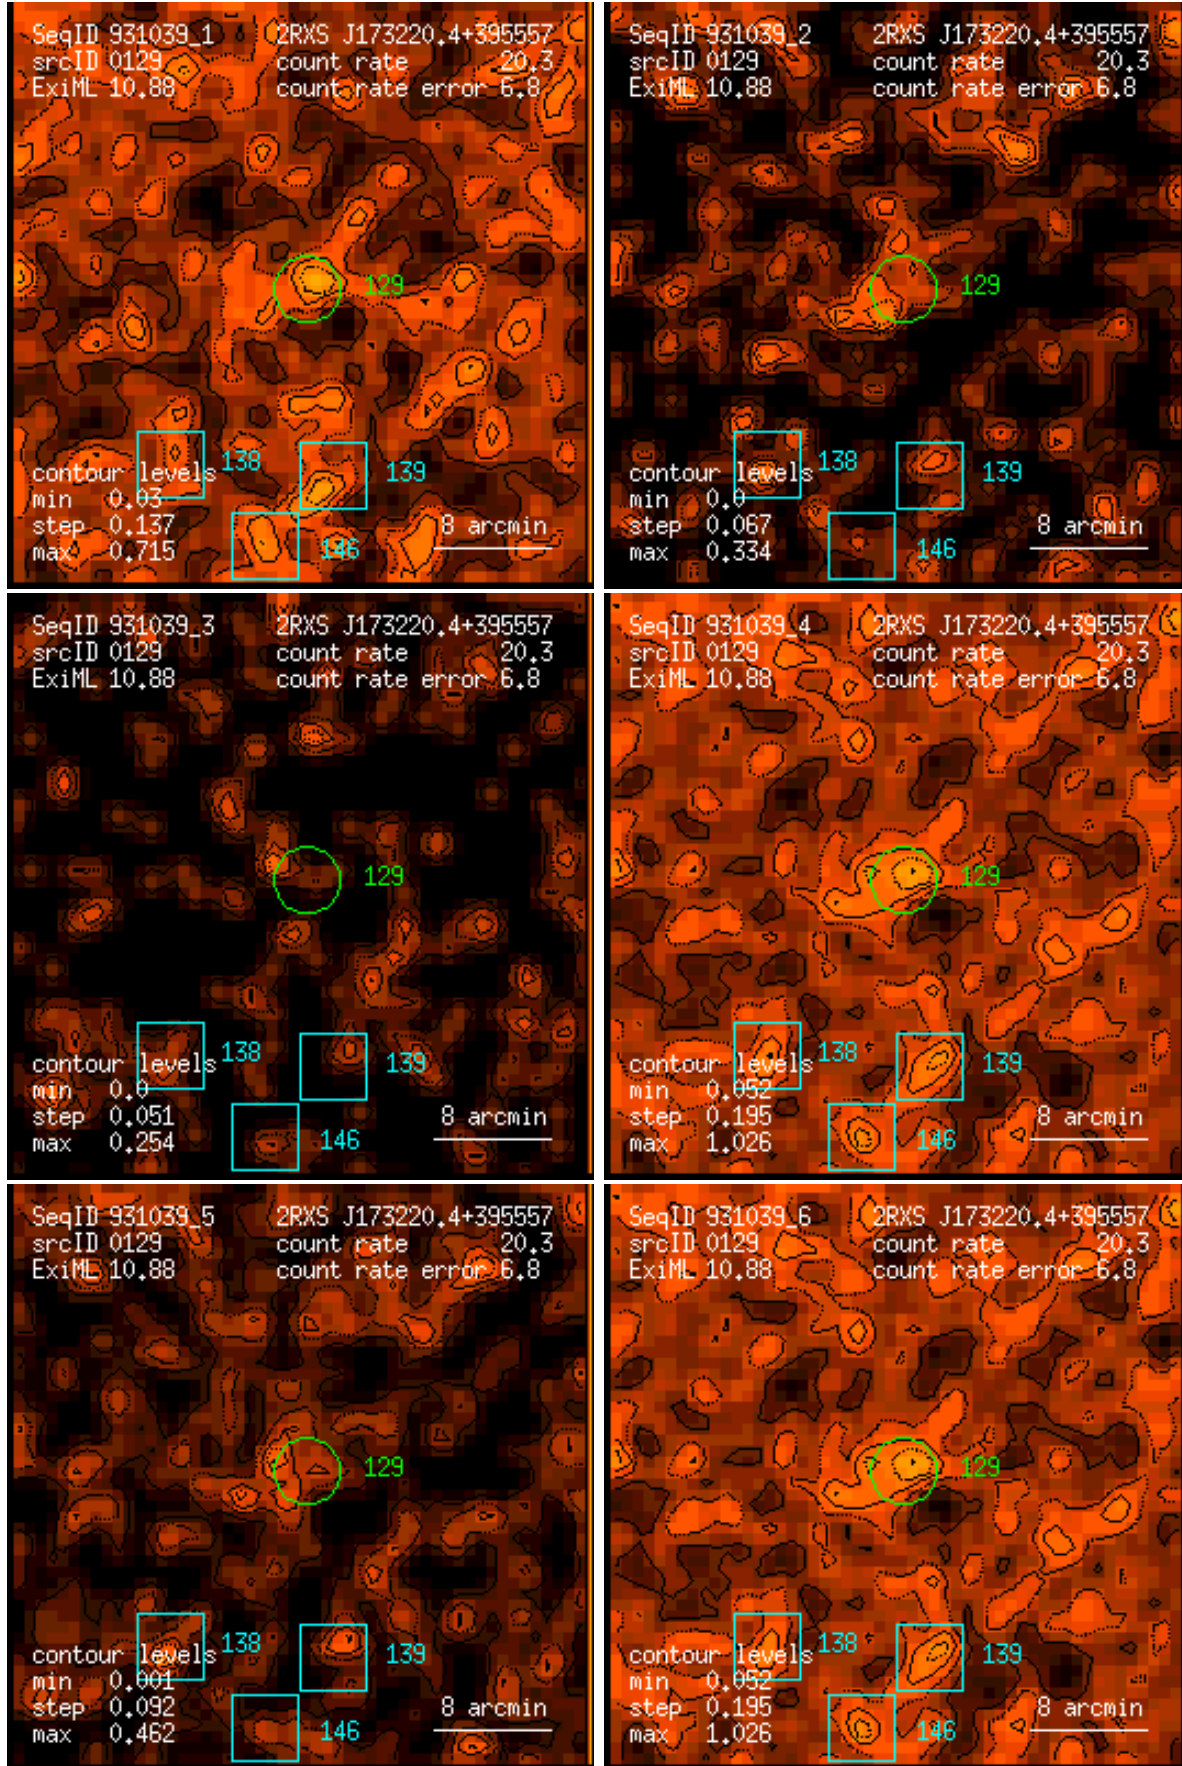 SeqID 931039_1 2RXS J173220.4+395557
srcID 0129 count rate 20.3
ExiML 10.88 count rate error 6.8
129
138
139
contour levels
min 0.03
step 0.137
max 0.715
8 arcmin
146
SeqID 931039_2 2RXS J173220.4+395557
srcID 0129 count rate 20.3
ExiML 10.88 count rate error 6.8
129
138
139
contour levels
min 0.0
step 0.067
max 0.334
8 arcmin
146
SeqID 931039_3 2RXS J173220.4+395557
srcID 0129 count rate 20.3
ExiML 10.88 count rate error 6.8
129
138
139
contour levels
min 0.0
step 0.051
max 0.254
8 arcmin
146
SeqID 931039_4 2RXS J173220.4+395557
srcID 0129 count rate 20.3
ExiML 10.88 count rate error 6.8
129
138
139
contour levels
min 0.052
step 0.195
max 1.026
8 arcmin
146
SeqID 931039_5 2RXS J173220.4+395557
srcID 0129 count rate 20.3
ExiML 10.88 count rate error 6.8
129
138
139
contour levels
min 0.001
step 0.092
max 0.462
8 arcmin
146
SeqID 931039_6 2RXS J173220.4+395557
srcID 0129 count rate 20.3
ExiML 10.88 count rate error 6.8
129
138
139
contour levels
min 0.052
step 0.195
max 1.026
8 arcmin
146